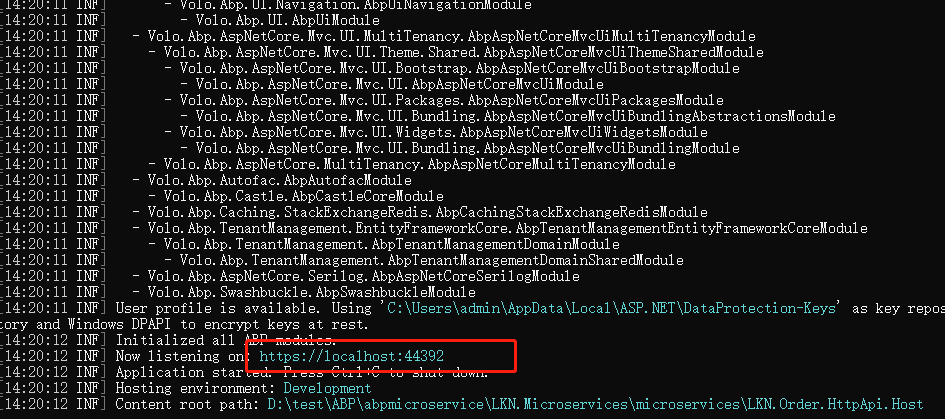 [14:20:11 INF]       - Volo.Abp.UI.Navigation.AbpUiNavigationModule
[14:20:11 INF]         - Volo.Abp.UI.AbpUiModule
[14:20:11 INF]   - Volo.Abp.AspNetCore.Mvc.UI.MultiTenancy.AbpAspNetCoreMvcUiMultiTenancyModule
[14:20:11 INF]     - Volo.Abp.AspNetCore.Mvc.UI.Theme.Shared.AbpAspNetCoreMvcUiThemeSharedModule
[14:20:11 INF]       - Volo.Abp.AspNetCore.Mvc.UI.Bootstrap.AbpAspNetCoreMvcUiBootstrapModule
[14:20:11 INF]         - Volo.Abp.AspNetCore.Mvc.UI.AbpAspNetCoreMvcUiModule
[14:20:11 INF]       - Volo.Abp.AspNetCore.Mvc.UI.Packages.AbpAspNetCoreMvcUiPackagesModule
[14:20:11 INF]         - Volo.Abp.AspNetCore.Mvc.UI.Bundling.AbpAspNetCoreMvcUiBundlingAbstractionsModule
[14:20:11 INF]       - Volo.Abp.AspNetCore.Mvc.UI.Widgets.AbpAspNetCoreMvcUiWidgetsModule
[14:20:11 INF]         - Volo.Abp.AspNetCore.Mvc.UI.Bundling.AbpAspNetCoreMvcUiBundlingModule
[14:20:11 INF]     - Volo.Abp.AspNetCore.MultiTenancy.AbpAspNetCoreMultiTenancyModule
[14:20:11 INF]   - Volo.Abp.Autofac.AbpAutofacModule
[14:20:11 INF]     - Volo.Abp.Castle.AbpCastleCoreModule
[14:20:11 INF]   - Volo.Abp.Caching.StackExchangeRedis.AbpCachingStackExchangeRedisModule
[14:20:11 INF]   - Volo.Abp.TenantManagement.EntityFrameworkCore.AbpTenantManagementEntityFrameworkCoreModule
[14:20:11 INF]     - Volo.Abp.TenantManagement.AbpTenantManagementDomainModule
[14:20:11 INF]       - Volo.Abp.TenantManagement.AbpTenantManagementDomainSharedModule
[14:20:11 INF]   - Volo.Abp.AspNetCore.Serilog.AbpAspNetCoreSerilogModule
[14:20:11 INF]   - Volo.Abp.Swashbuckle.AbpSwashbuckleModule
[14:20:11 INF] User profile is available. Using 'C:\Users\admin\AppData\Local\ASP.NET\DataProtection-Keys' as key repos
tory and Windows DPAPI to encrypt keys at rest.
[14:20:12 INF] Initialized all ABP modules.
[14:20:12 INF] Now listening on: https://localhost:44392
[14:20:12 INF] Application started. Press Ctrl+C to shut down.
[14:20:12 INF] Hosting environment: Development
[14:20:12 INF] Content root path: D:\test\ABP\abpmicroservice\LKN.Microservices\microservices\LKN.Order.HttpApi.Host